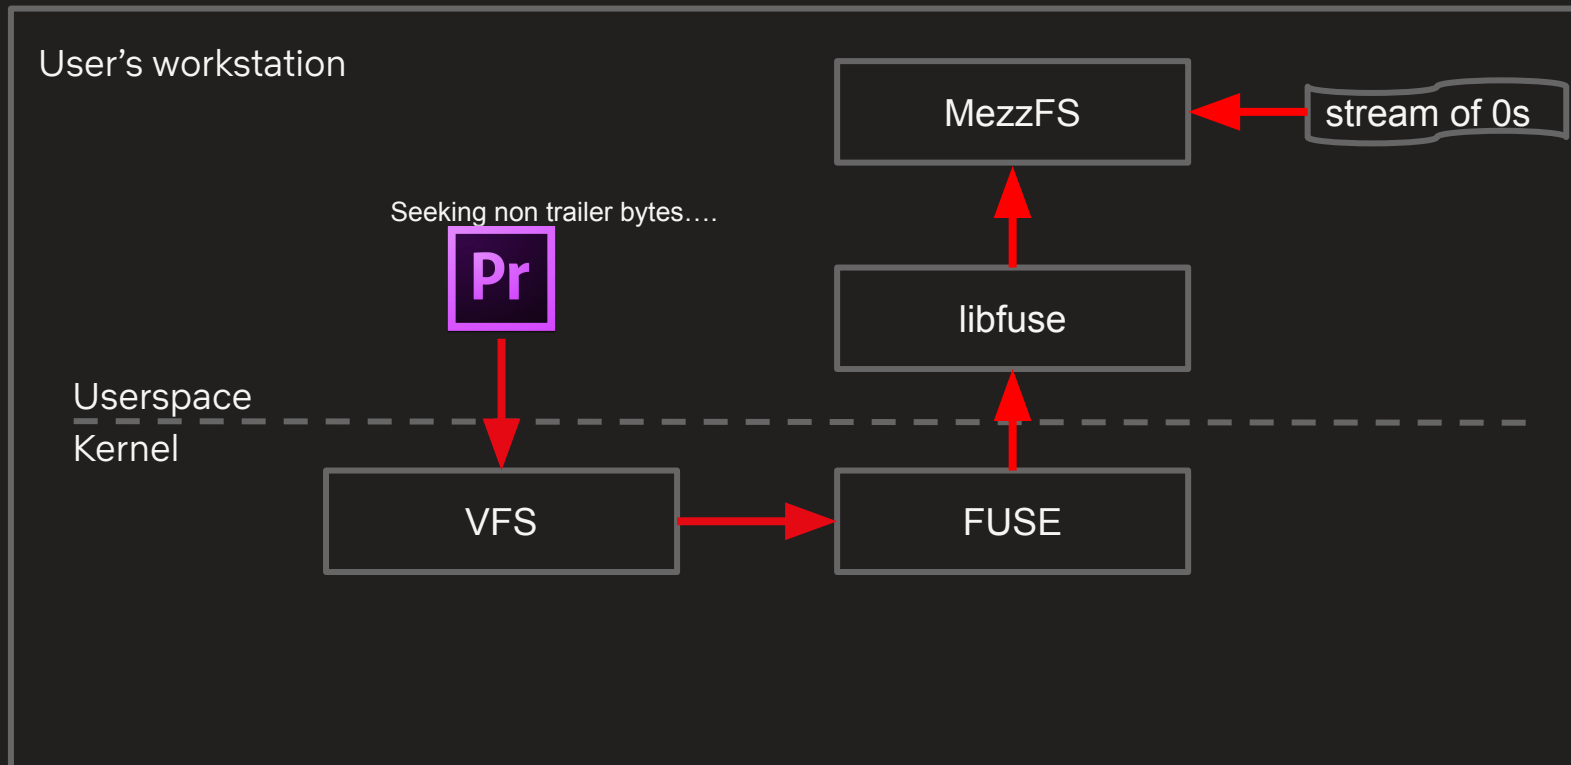 User’s workstation
MezzFS
stream of 0s
Seeking non trailer bytes….
Pr
libfuse
Userspace
Kernel
VFS
FUSE